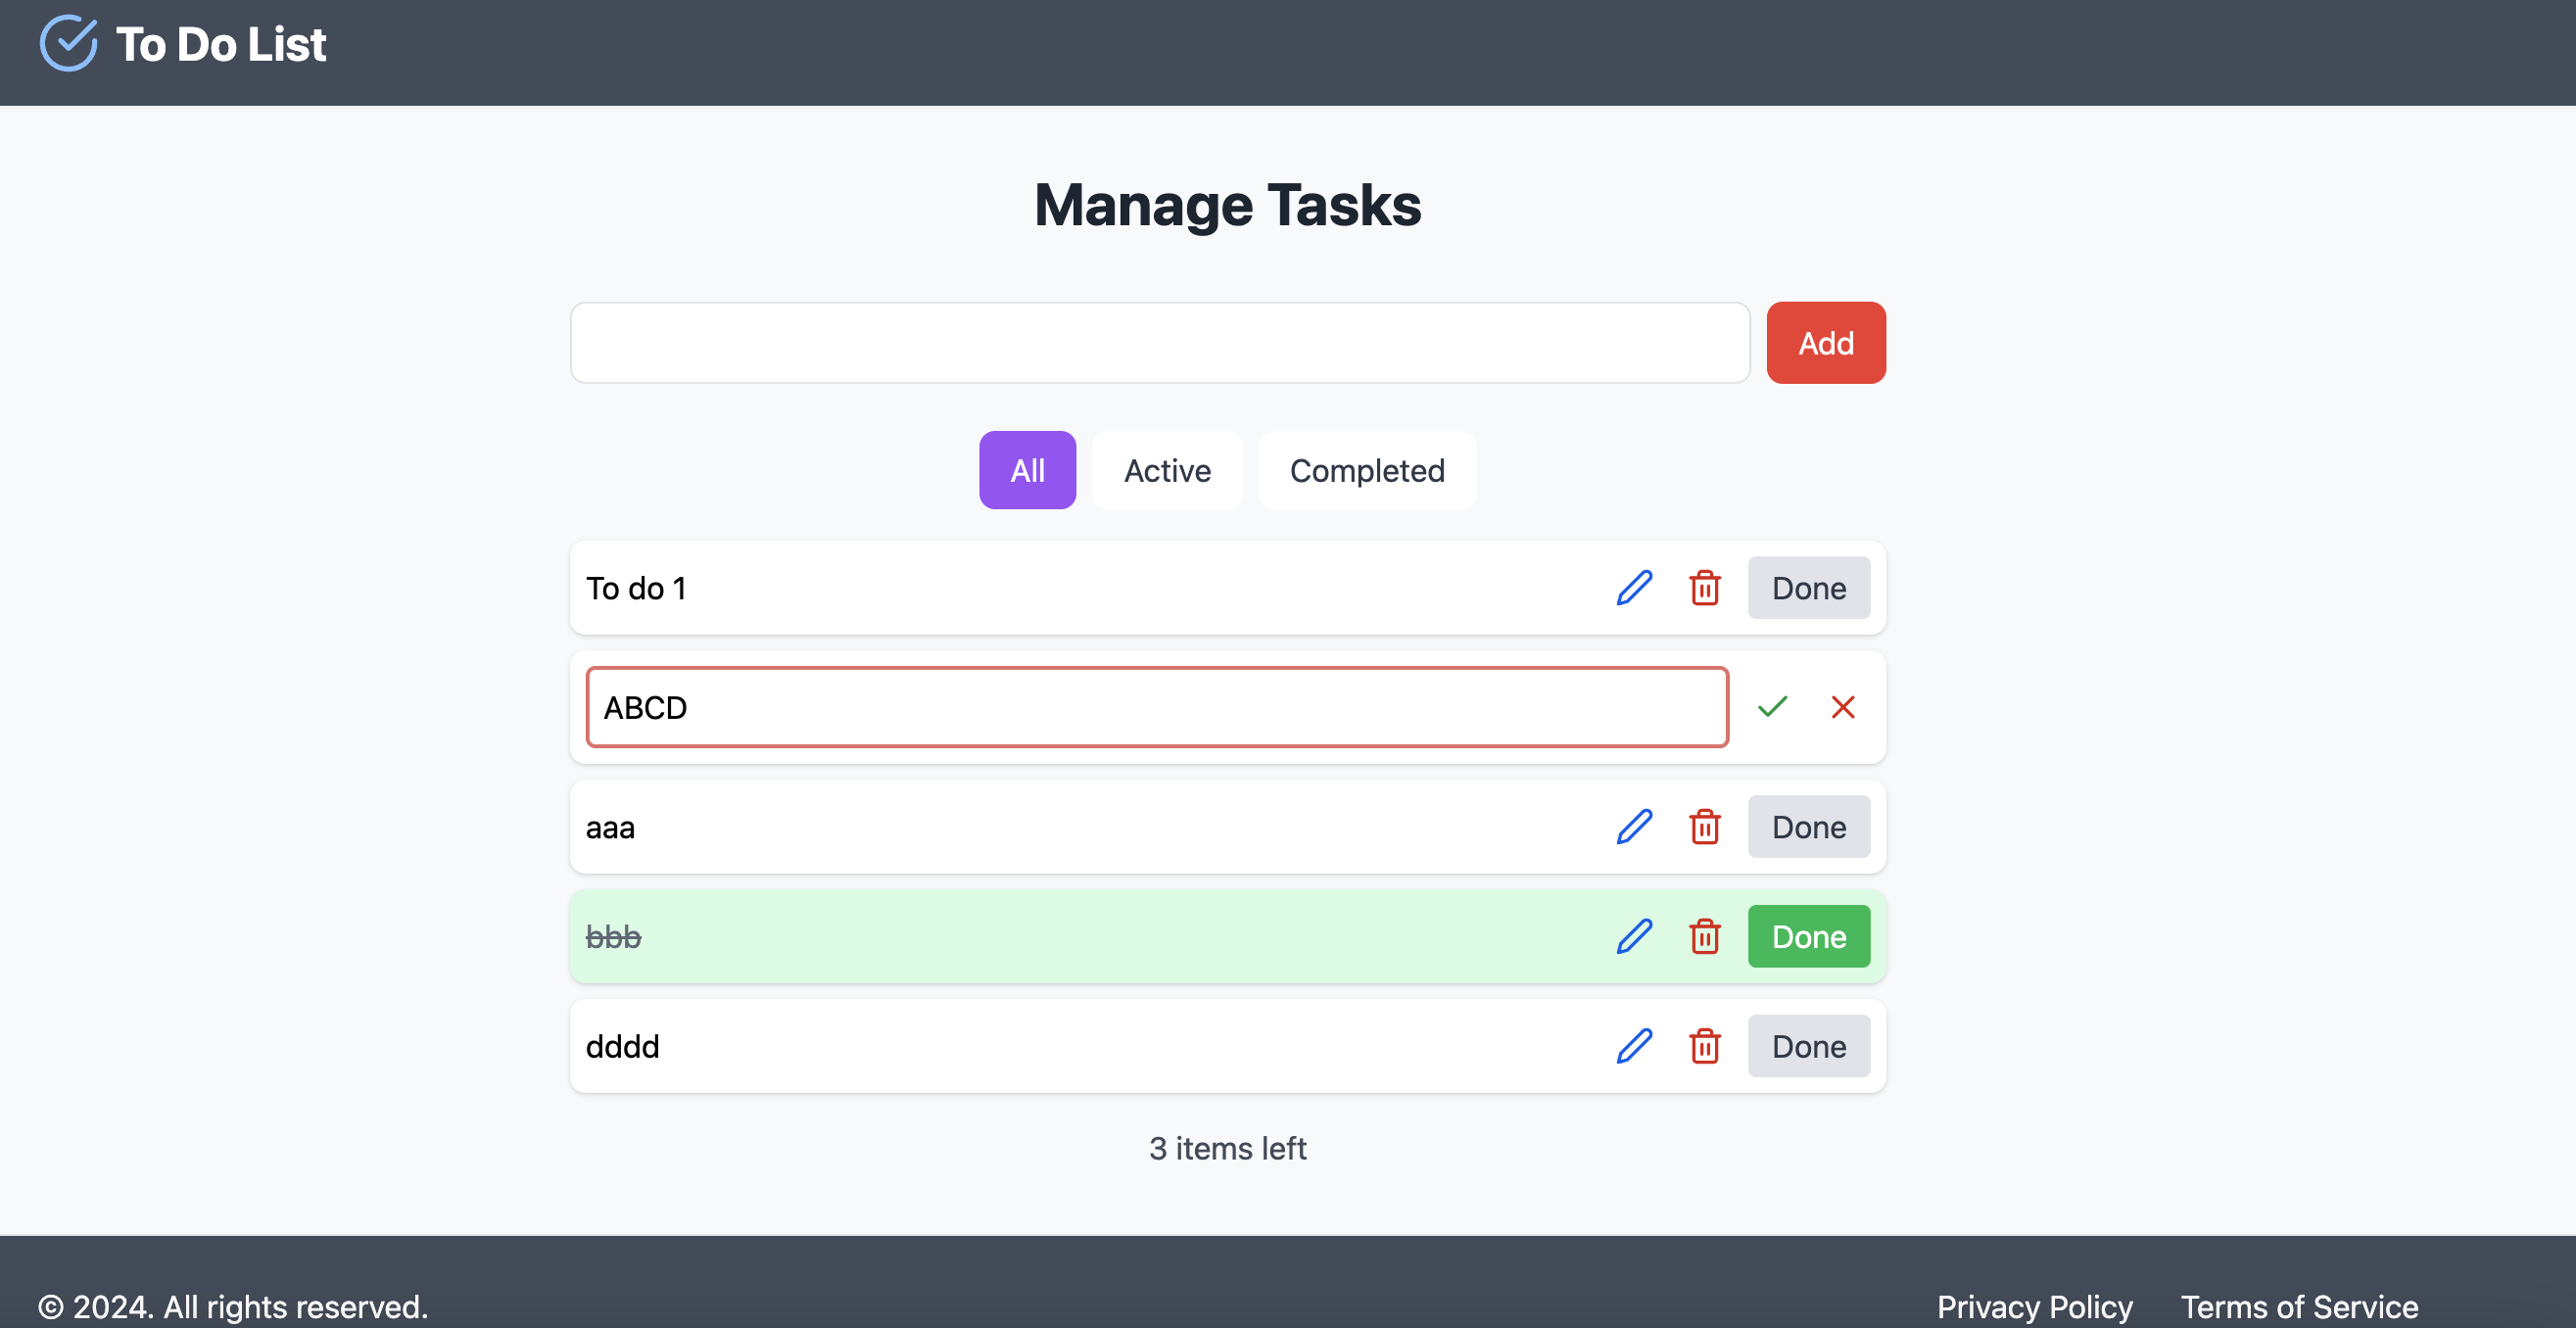 To Do List
Manage Tasks
Add
All Active Completed
To do 1 Done
ABCD
aaa Done
bbb Done
dddd Done
3 items left
© 2024. All rights reserved. Privacy Policy Terms of Service